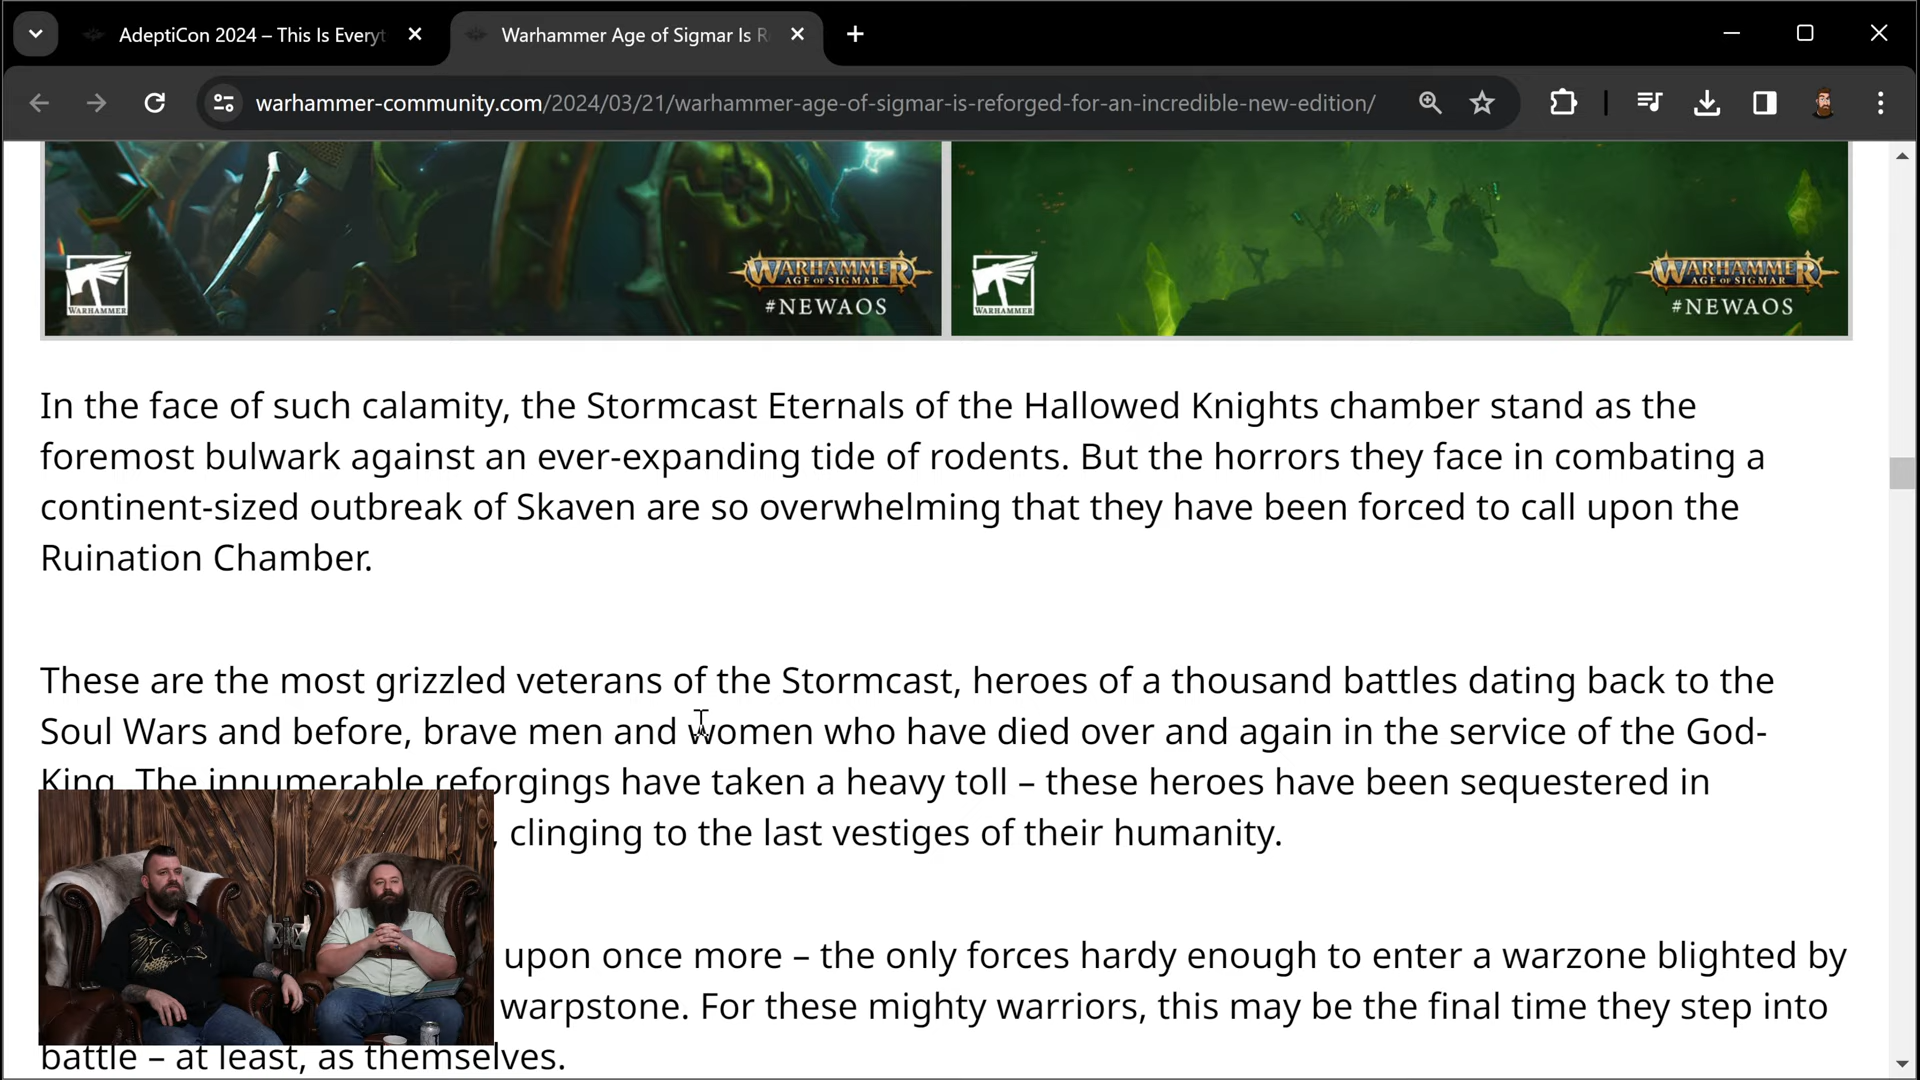 AdeptiCon 2024 – This Is Everyt
Warhammer Age of Sigmar Is R
warhammer-community.com/2024/03/21/warhammer-age-of-sigmar-is-reforged-for-an-incredible-new-edition/
WARHAMMER
WARHAMMER
AGE OF SIGMAR
#NEWAOS
WARHAMMER
WARHAMMER
AGE OF SIGMAR
#NEWAOS
In the face of such calamity, the Stormcast Eternals of the Hallowed Knights chamber stand as the
foremost bulwark against an ever-expanding tide of rodents. But the horrors they face in combating a
continent-sized outbreak of Skaven are so overwhelming that they have been forced to call upon the
Ruination Chamber.
These are the most grizzled veterans of the Stormcast, heroes of a thousand battles dating back to the
Soul Wars and before, brave men and women who have died over and again in the service of the God-
King. The innumerable reforgings have taken a heavy toll – these heroes have been sequestered in
, clinging to the last vestiges of their humanity.
upon once more – the only forces hardy enough to enter a warzone blighted by
warpstone. For these mighty warriors, this may be the final time they step into
battle – at least, as themselves.